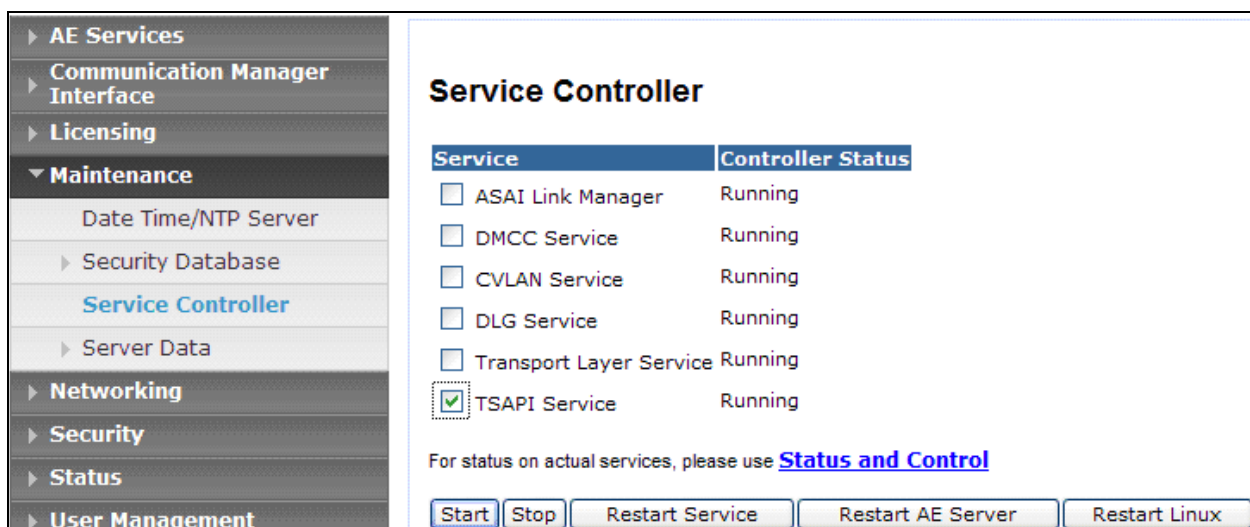 AE Services
Communication Manager
Interface
Licensing
Maintenance
Date Time/NTP Server
Security Database
Service Controller
Server Data
Networking
Security
Status
User Management
Service Controller
Service Controller Status
ASAI Link Manager Running
DMCC Service Running
CVLAN Service Running
DLG Service Running
Transport Layer Service Running
TSAPI Service Running
For status on actual services, please use Status and Control
Start Stop Restart Service Restart AE Server Restart Linux